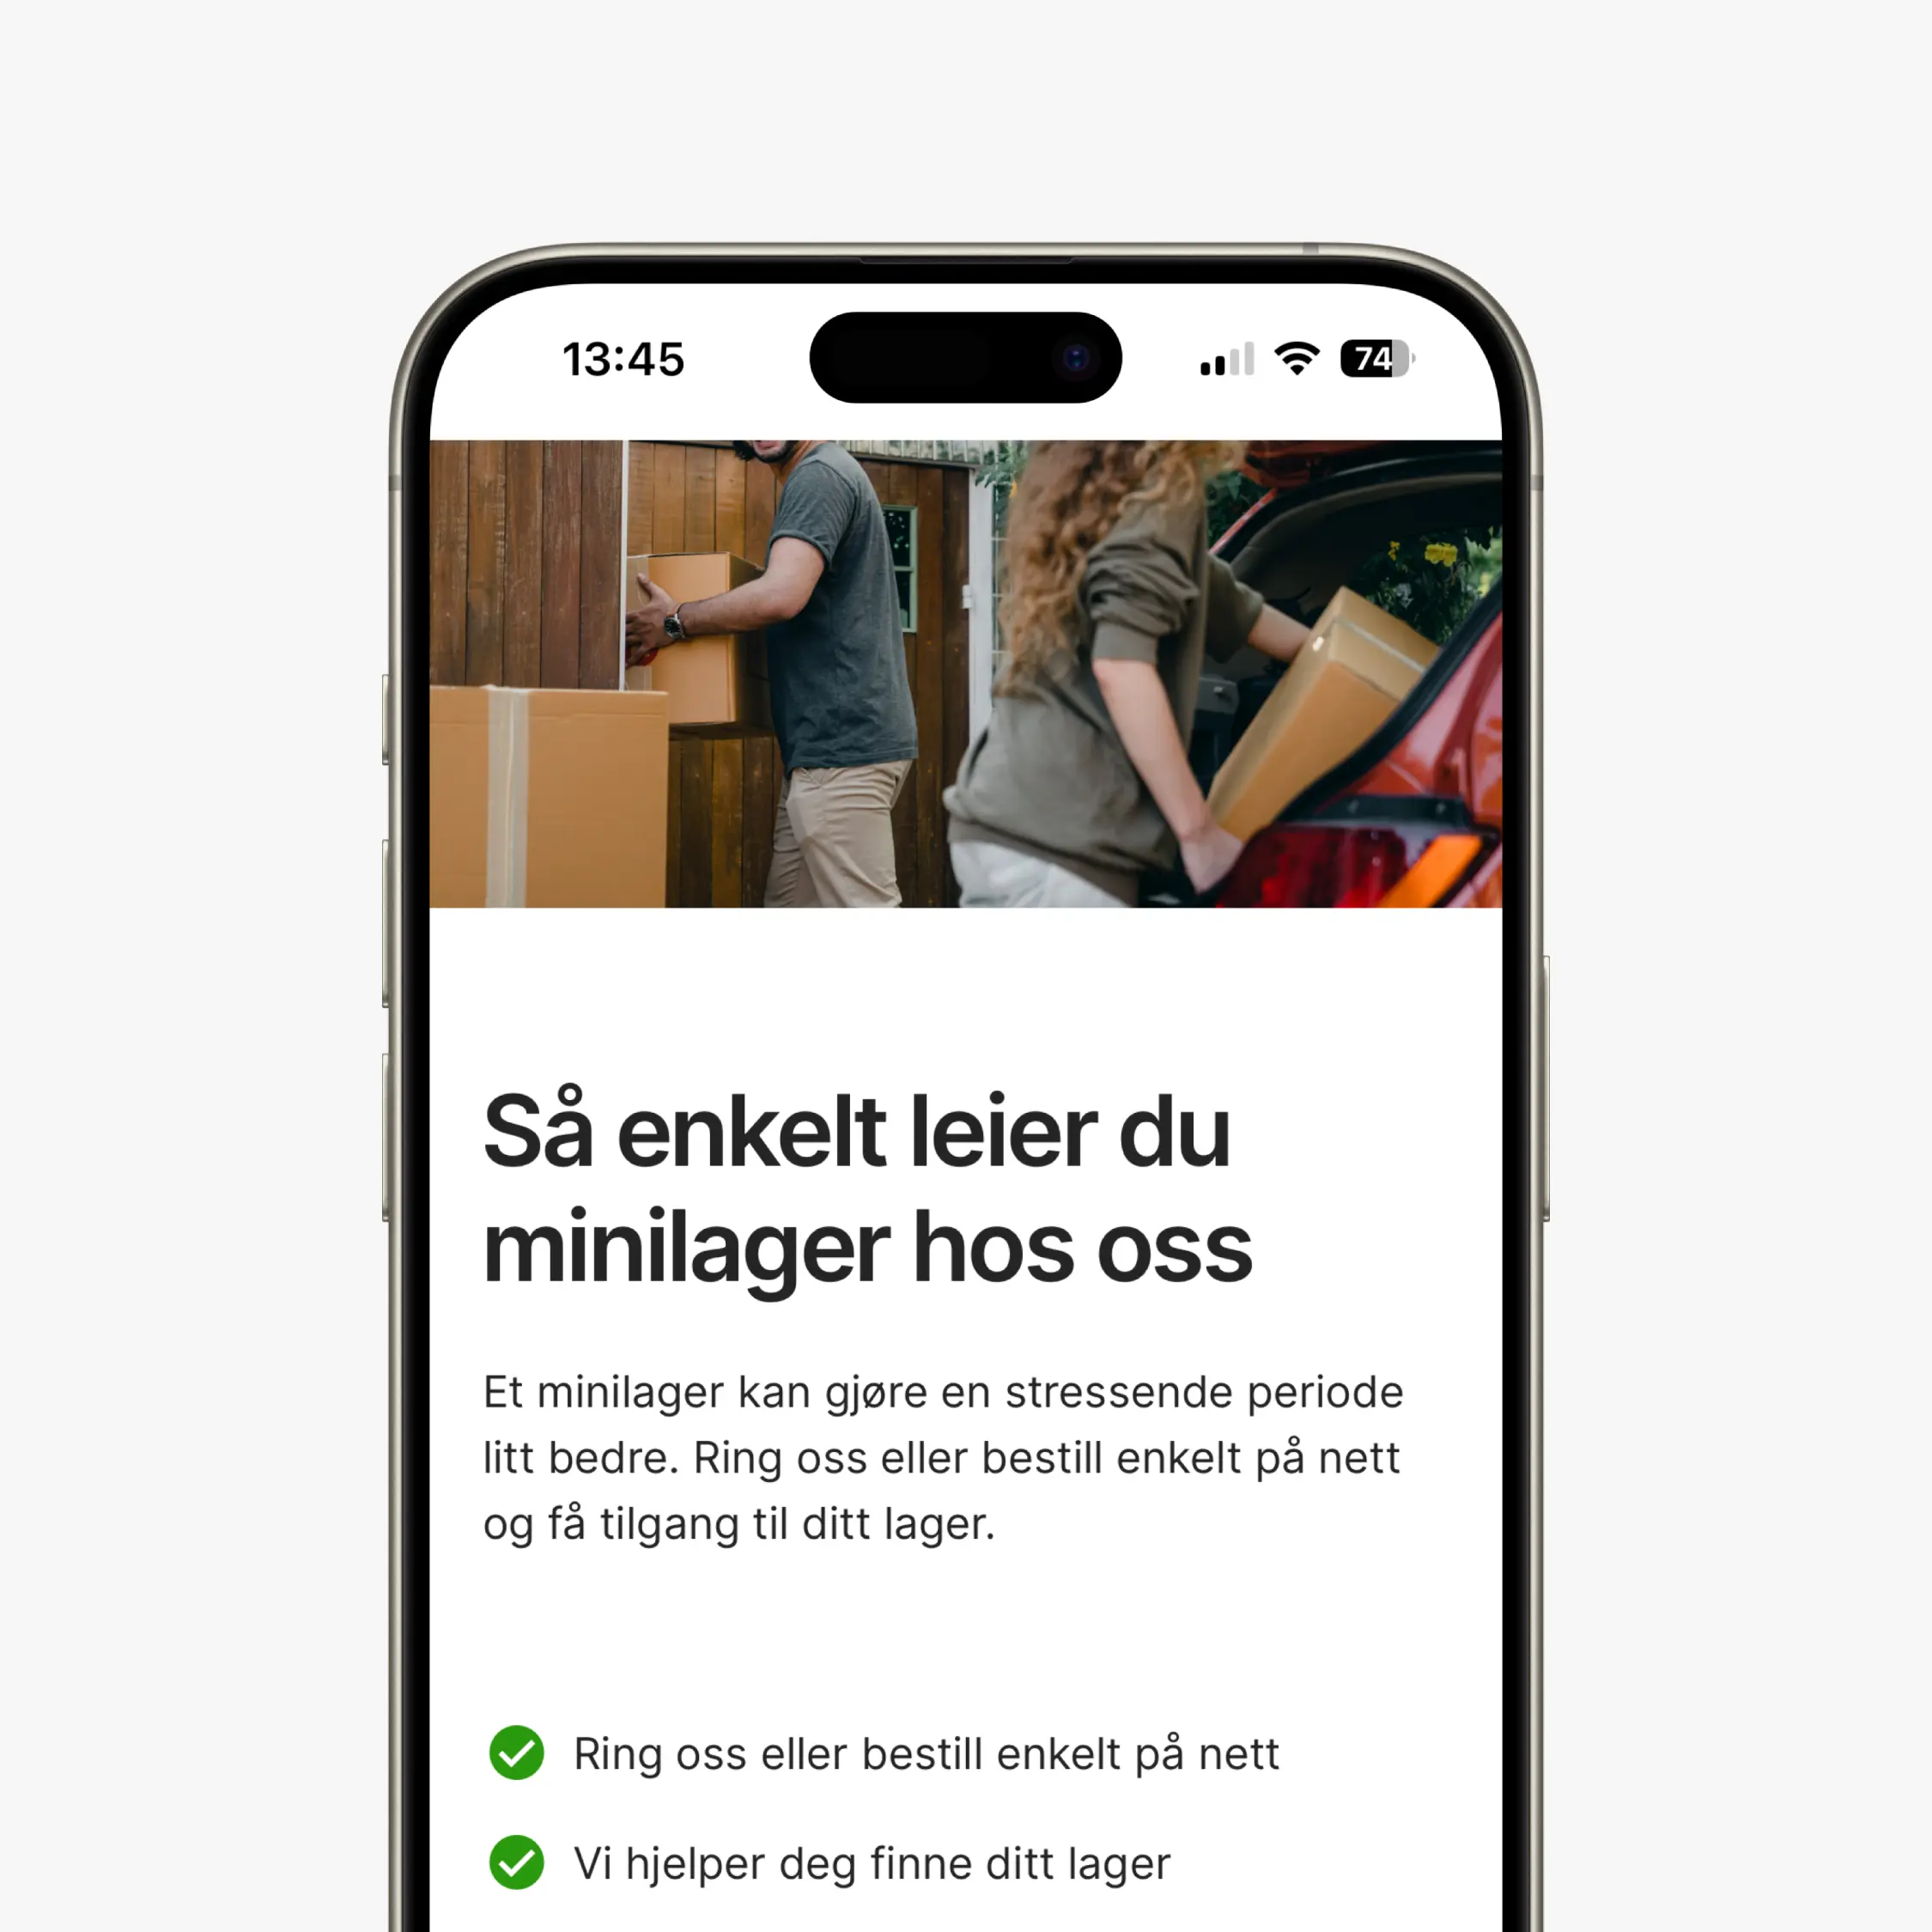 13:45
74
Så enkelt leier du
minilager hos oss
Et minilager kan gjøre en stressende periode
litt bedre. Ring oss eller bestill enkelt på nett
og få tilgang til ditt lager.
Ring oss eller bestill enkelt på nett
Vi hjelper deg finne ditt lager